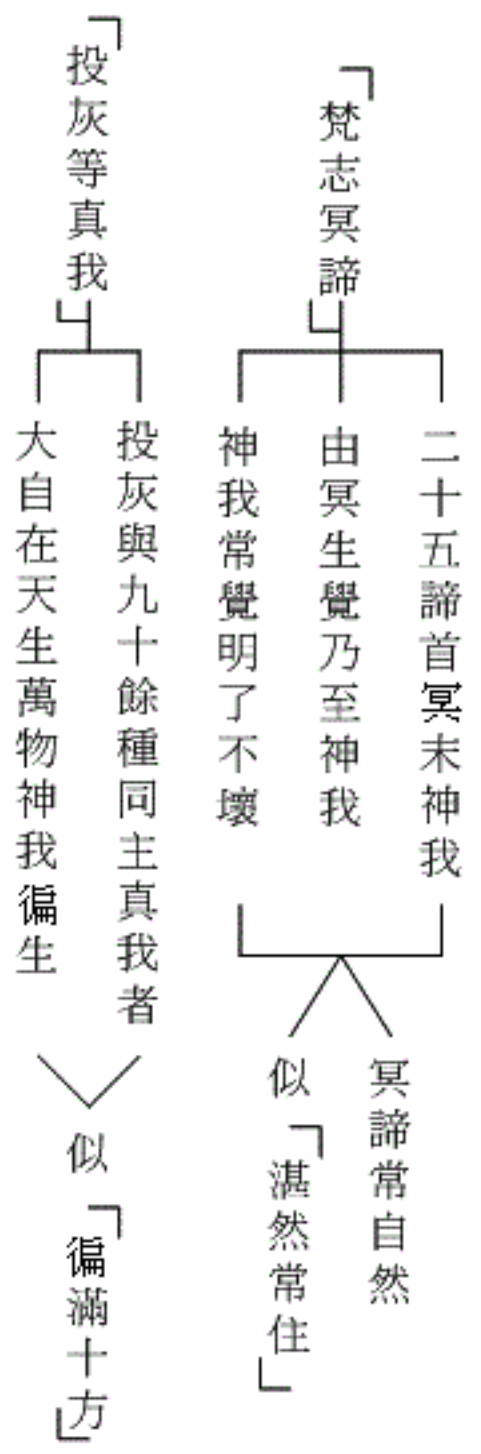 「梵志冥諦」
二十五諦首冥末神我
由冥生覺乃至神我
神我常覺明了不壞
冥諦常自然
似「湛然常住」
「投灰等真我」
投灰與九十餘種同主真我者
大自在天生萬物神我徧生
似「徧滿十方」